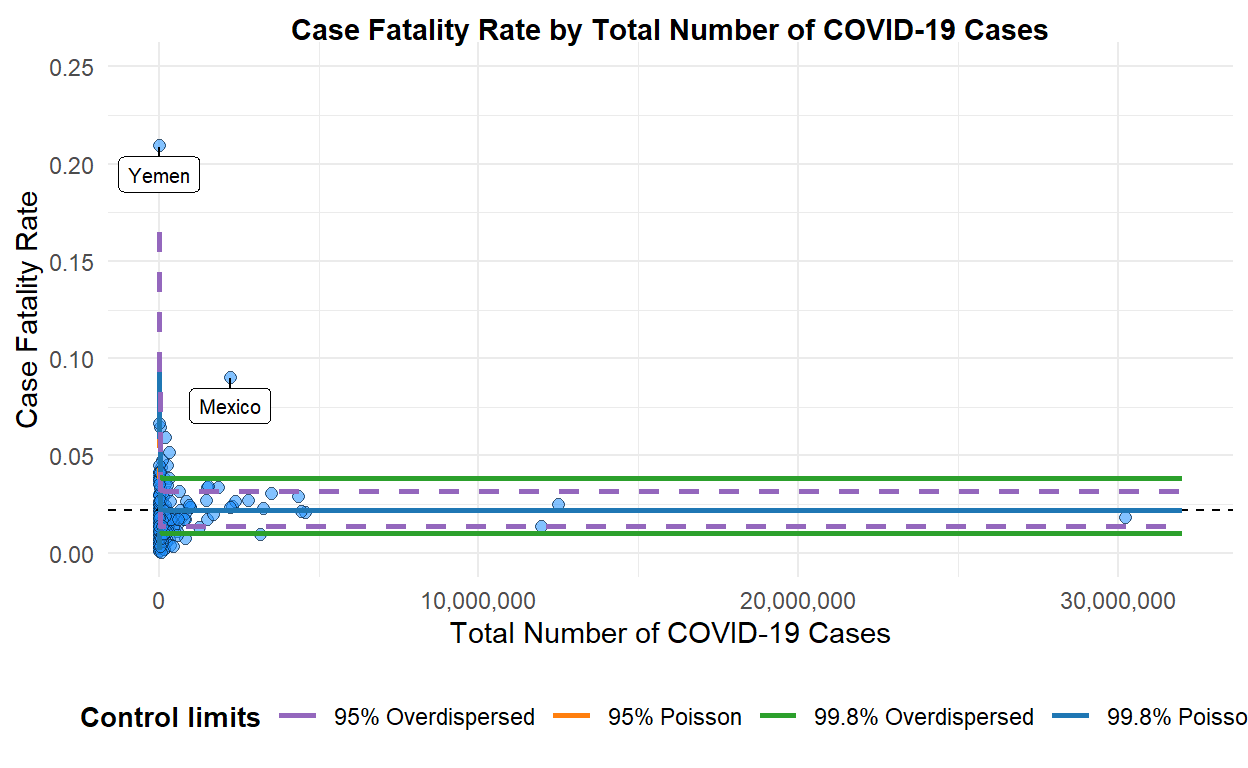 Case Fatality Rate by Total Number of COVID-19 Cases
0.25
0.20
0.15
0.10
0.05
0.00
Case Fatality Rate
Yemen
Mexico
0 10,000,000 20,000,000 30,000,000
Total Number of COVID-19 Cases
Control limits 95% Overdispersed 95% Poisson 99.8% Overdispersed 99.8% Poisso